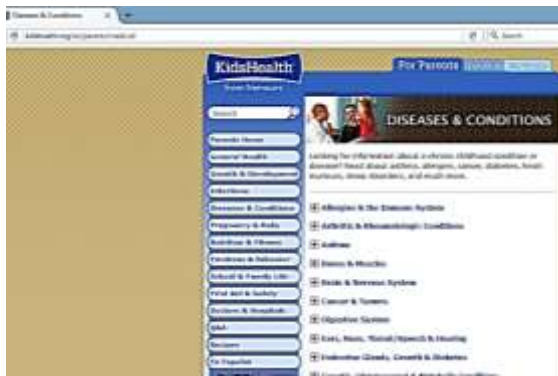 Diseases & Conditions
Search
KidsHealth
from Nemours
For Parents
Search
DISEASES & CONDITIONS
Parents Home
General Health
Growth & Development
Infections
Diseases & Conditions
Pregnancy & Baby
Nutrition & Fitness
Emotions & Behavior
School & Family Life
First Aid & Safety
Doctors & Hospitals
Q&A
Recipes
En Español
Looking for information about a chronic childhood condition or
disease? Read about asthma, allergies, cancer, diabetes, heart
murmurs, sleep disorders, and much more.
Allergies & the Immune System
Arthritis & Rheumatologic Conditions
Asthma
Bones & Muscles
Brain & Nervous System
Cancer & Tumors
Digestive System
Ears, Nose, Throat/Speech & Hearing
Endocrine Glands, Growth & Diabetes